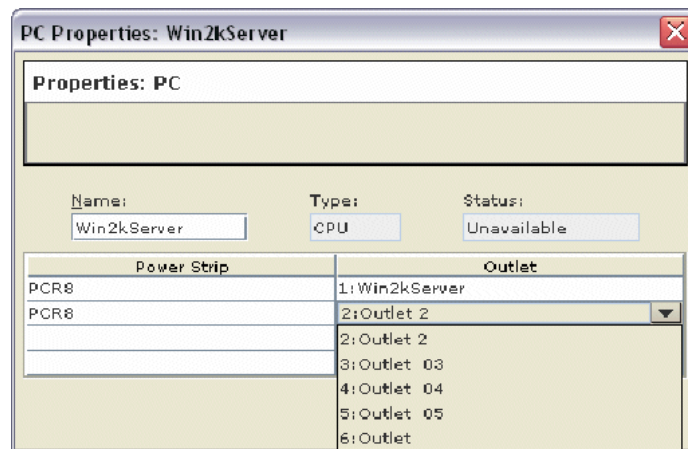 PC Properties: Win2kServer
Properties: PC
Name: Type: Status:
Win2kServer CPU Unavailable
Power Strip Outlet
PCR8 1:Win2kServer
PCR8 2:Outlet 2
2:Outlet 2
3:Outlet 03
4:Outlet 04
5:Outlet 05
6:Outlet